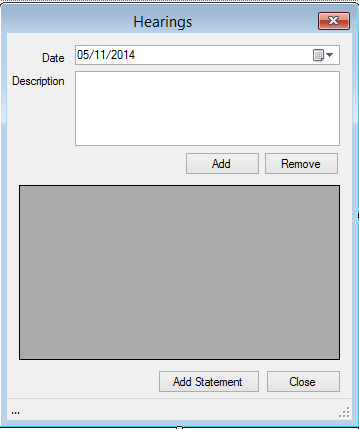 Hearings
Date 05/11/2014
Description
Add Remove
Add Statement Close
...